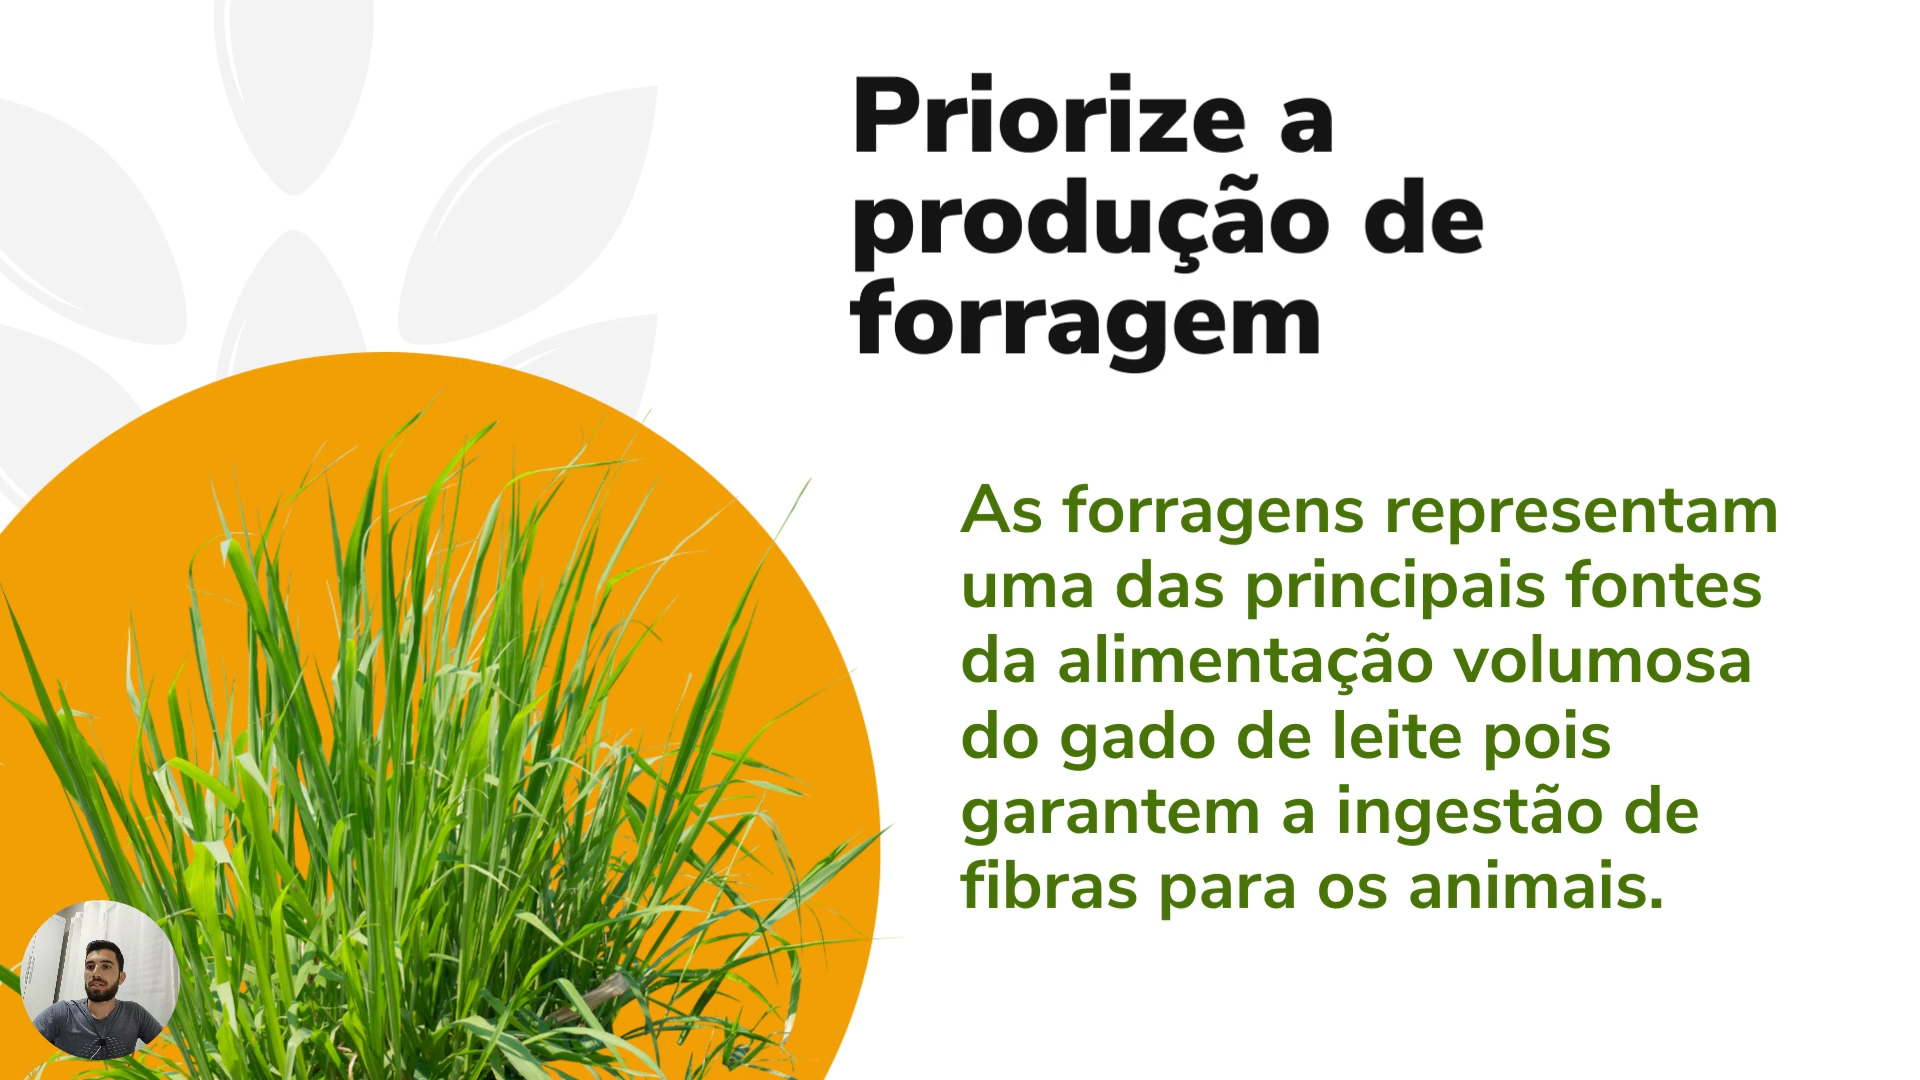 Priorize a
produção de
forragem
As forragens representam
uma das principais fontes
da alimentação volumosa
do gado de leite pois
garantem a ingestão de
fibras para os animais.